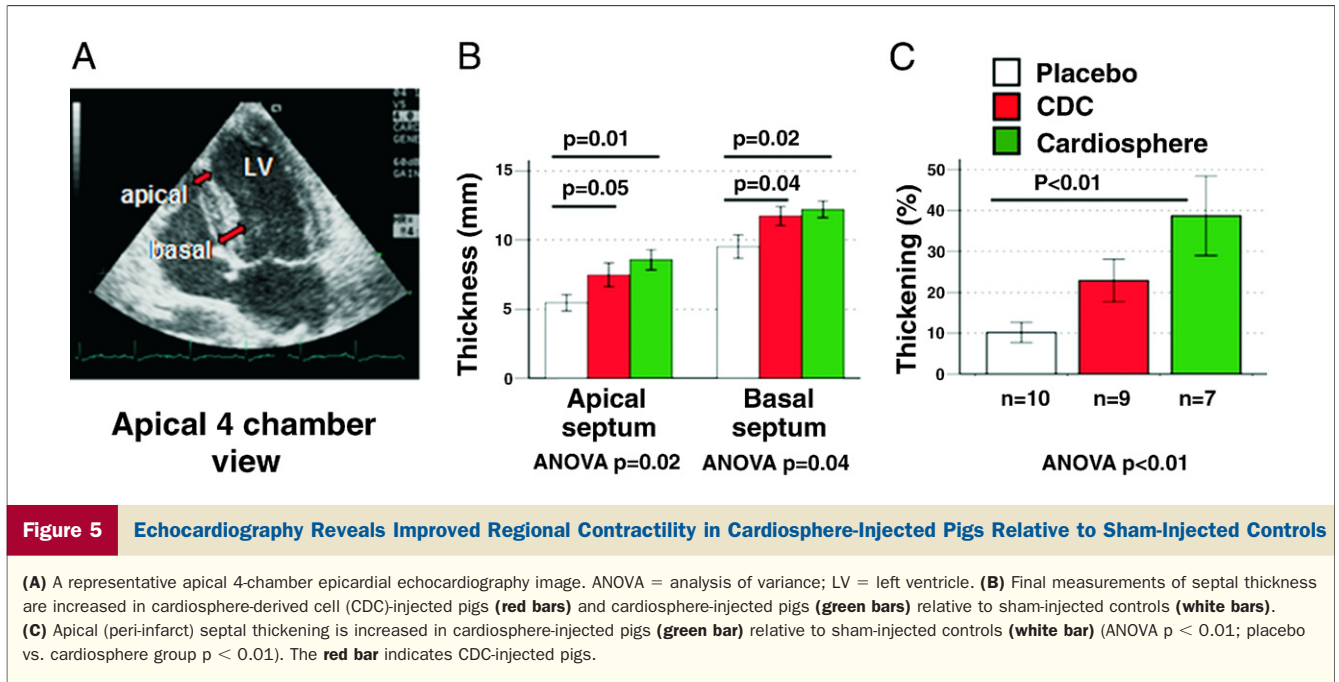 A
B
C
Placebo
CDC
Cardiosphere
LV
apical
basal
Apical 4 chamber
view
p=0.01
p=0.05
p=0.02
p=0.04
Thickness (mm)
15
10
5
0
Apical
septum
Basal
septum
ANOVA p=0.02
ANOVA p=0.04
P<0.01
Thickening (%)
50
40
30
20
10
0
n=10
n=9
n=7
ANOVA p<0.01
Figure 5
Echocardiography Reveals Improved Regional Contractility in Cardiosphere-Injected Pigs Relative to Sham-Injected Controls
(A) A representative apical 4-chamber epicardial echocardiography image. ANOVA = analysis of variance; LV = left ventricle. (B) Final measurements of septal thickness
are increased in cardiosphere-derived cell (CDC)-injected pigs (red bars) and cardiosphere-injected pigs (green bars) relative to sham-injected controls (white bars).
(C) Apical (peri-infarct) septal thickening is increased in cardiosphere-injected pigs (green bar) relative to sham-injected controls (white bar) (ANOVA p < 0.01; placebo
vs. cardiosphere group p < 0.01). The red bar indicates CDC-injected pigs.